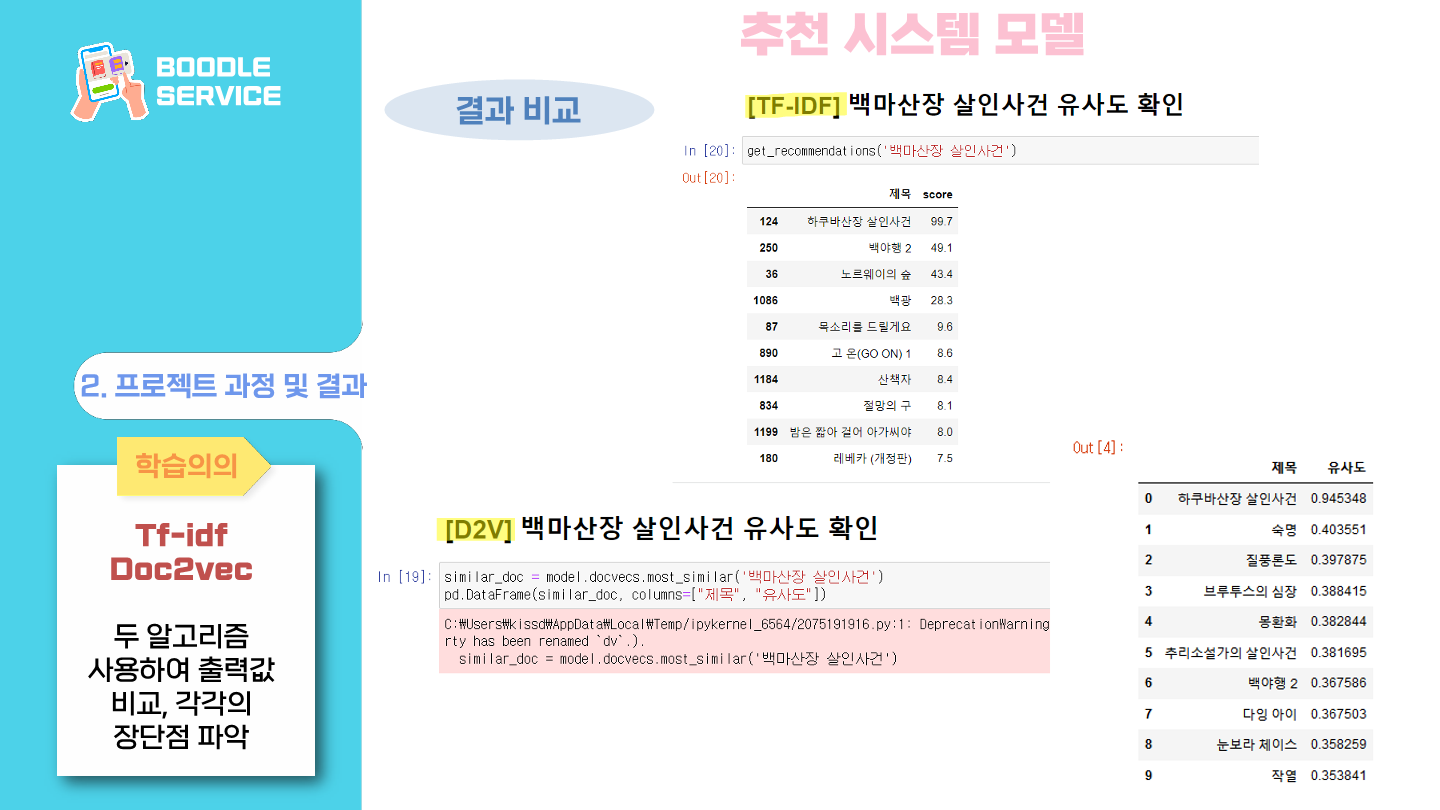 추천 시스템 모델
BOODLE
SERVICE
결과 비교
[TF-IDF] 백마산장 살인사건 유사도 확인
In [20]: get_recommendations('백마산장 살인사건')
Out[20]:
제목 score
124 하쿠바산장 살인사건 99.7
250 백야행 2 49.1
36 노르웨이의 숲 43.4
1086 백광 28.3
87 목소리를 드릴게요 9.6
890 고 온(GO ON) 1 8.6
1184 산책자 8.4
834 절망의 구 8.1
1199 밤은 짧아 걸어 아가씨야 8.0
180 레베카 (개정판) 7.5
2. 프로젝트 과정 및 결과
학습의의
Tf-idf
Doc2vec
두 알고리즘
사용하여 출력값
비교, 각각의
장단점 파악
[D2V] 백마산장 살인사건 유사도 확인
In [19]: similar_doc = model.docvecs.most_similar('백마산장 살인사건')
pd.DataFrame(similar_doc, columns=["제목", "유사도"])
C:₩Users₩kissd₩AppData₩Local₩Temp/ipykernel_6564/2075191916.py:1: DeprecationWarning
rty has been renamed `dv`.).
similar_doc = model.docvecs.most_similar('백마산장 살인사건')
Out[4]:
제목 유사도
0 하쿠바산장 살인사건 0.945348
1 숙명 0.403551
2 질풍론도 0.397875
3 브루투스의 심장 0.388415
4 몽환화 0.382844
5 추리소설가의 살인사건 0.381695
6 백야행 2 0.367586
7 다잉 아이 0.367503
8 눈보라 체이스 0.358259
9 작열 0.353841